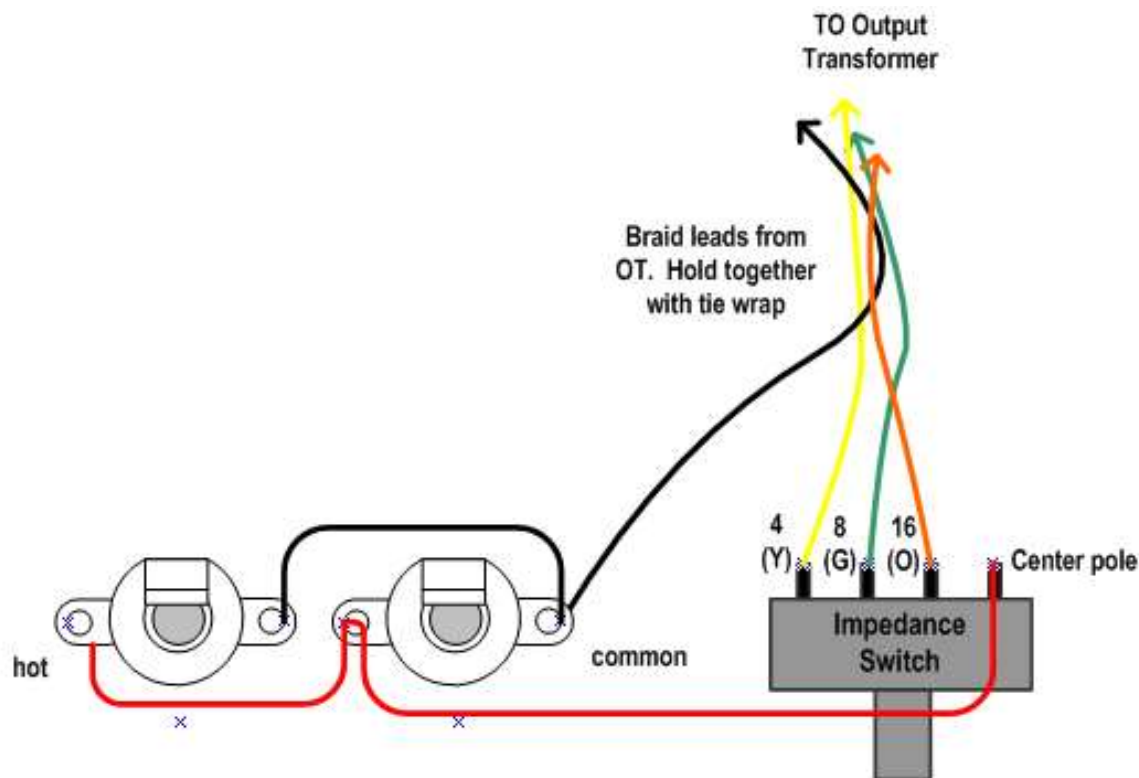 TO Output
Transformer
Braid leads from
OT. Hold together
with tie wrap
4
(Y)
8
(G)
16
(O)
Center pole
Impedance
Switch
hot
common